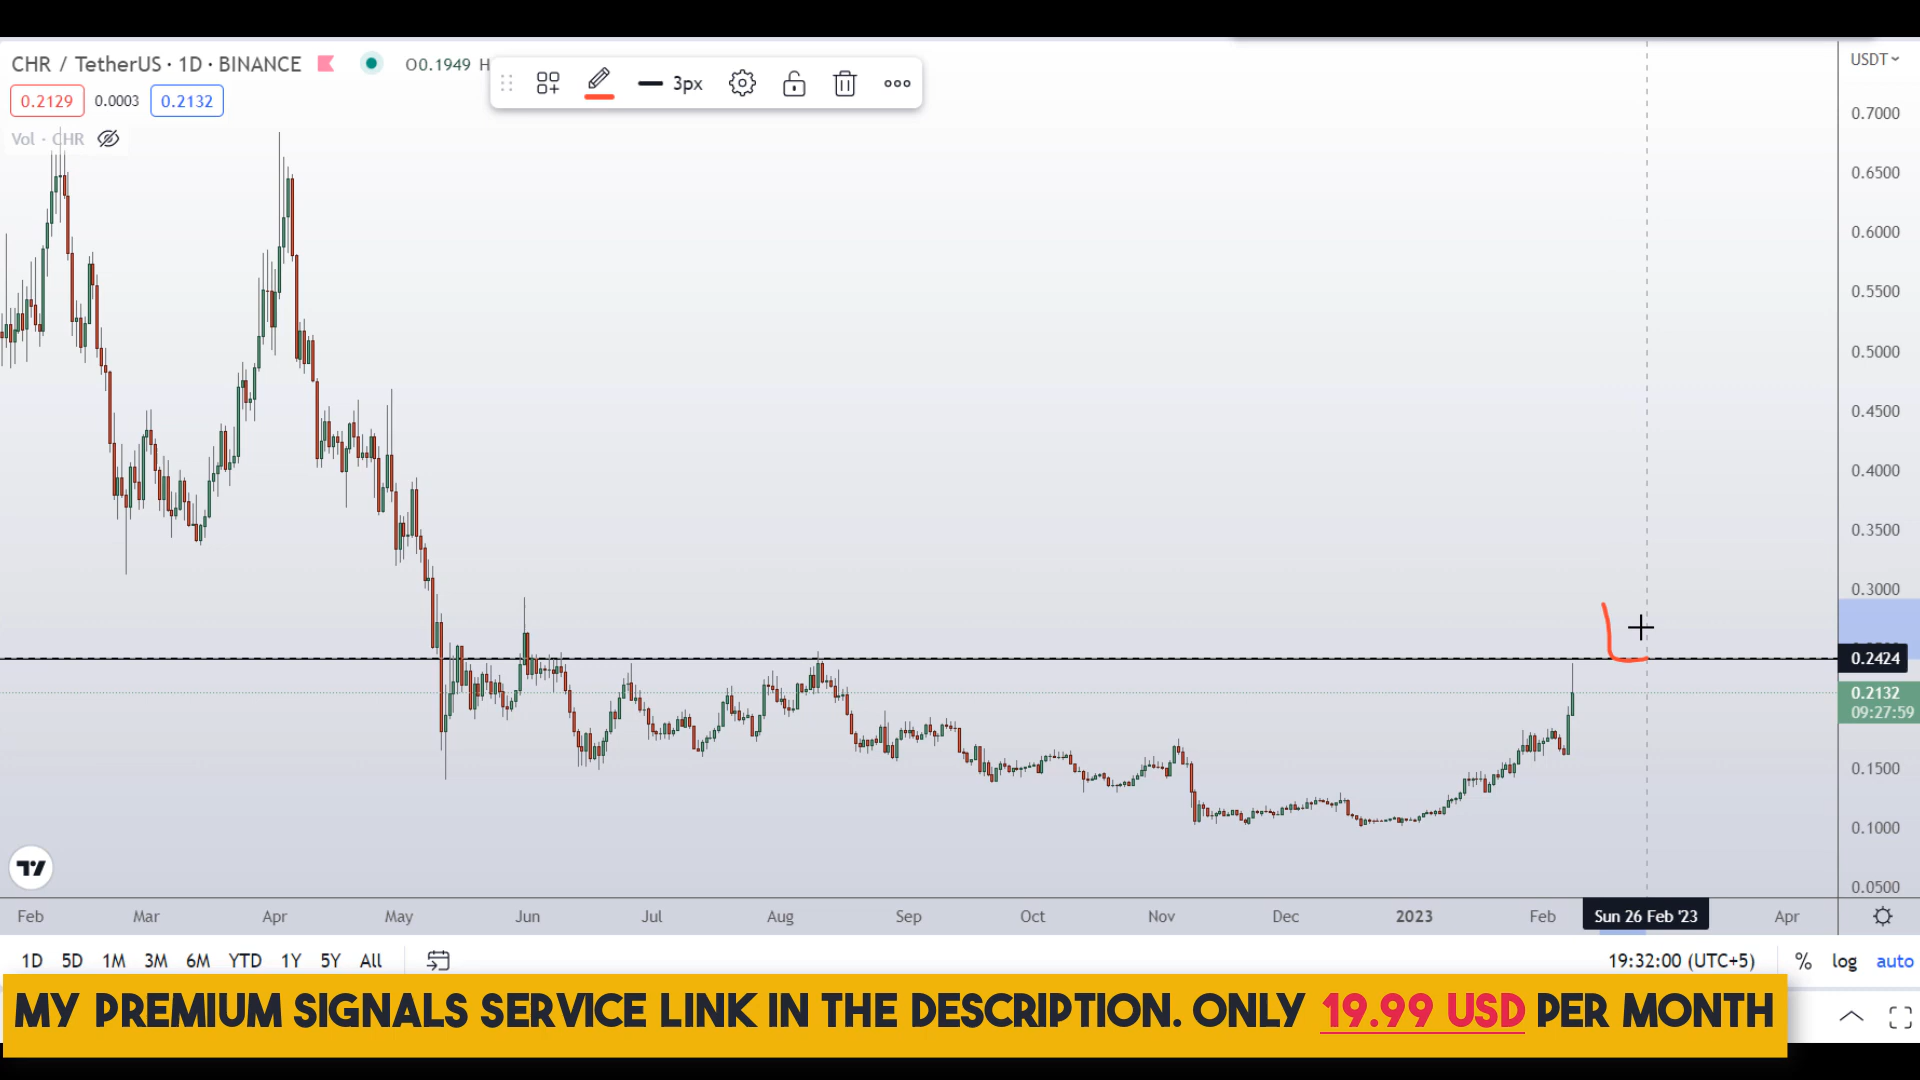 CHR / TetherUS · 1D · BINANCE O0.1949 H
3px
USDT
0.2129 0.0003 0.2132
Vol · CHR
0.7000
0.6500
0.6000
0.5500
0.5000
0.4500
0.4000
0.3500
0.3000
0.2424
0.2132
09:27:59
0.1500
0.1000
0.0500
Feb Mar Apr May Jun Jul Aug Sep Oct Nov Dec 2023 Feb Sun 26 Feb '23 Apr
1D 5D 1M 3M 6M YTD 1Y 5Y All 19:32:00 (UTC+5) % log auto
MY PREMIUM SIGNALS SERVICE LINK IN THE DESCRIPTION. ONLY 19.99 USD PER MONTH